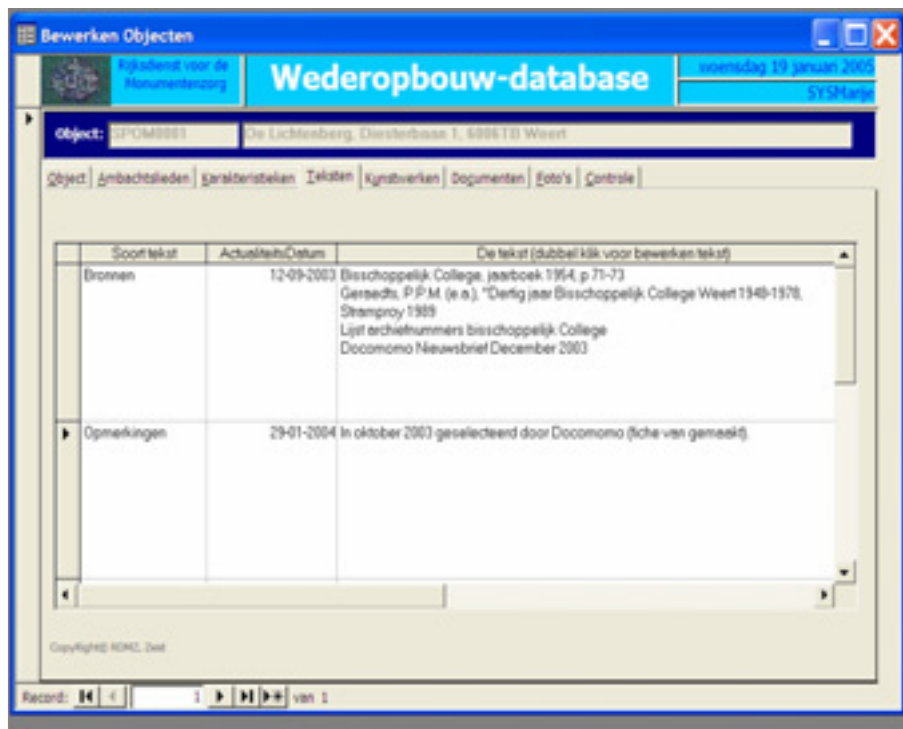 Bewerken Objecten
Rijksdienst voor de
Monumentenzorg
Wederopbouw-database
woensdag 19 januari 2005
SYSMarije
Object: SPOM0001 De Lichtenberg, Diesterbaan 1, 6006TB Weert
Object Ambachtslieden Karakteristieken Teksten Kunstwerken Documenten Foto's Controle
Soort tekst ActualiteitsDatum De tekst (dubbel klik voor bewerken tekst)
Bronnen 12-09-2003 Bisschoppelijk College, jaarboek 1954, p.71-73
Geraedts, P.P.M. (e.a.), "Dertig jaar Bisschoppelijk College Weert 1948-1978,
Stramproy 1989
Lijst archiefnummers bisschoppelijk College
Docomomo Nieuwsbrief December 2003
Opmerkingen 29-01-2004 In oktober 2003 geselecteerd door Docomomo (fiche van gemaakt).
CopyRight© RDMZ, Zeist
Record: 1 van 1